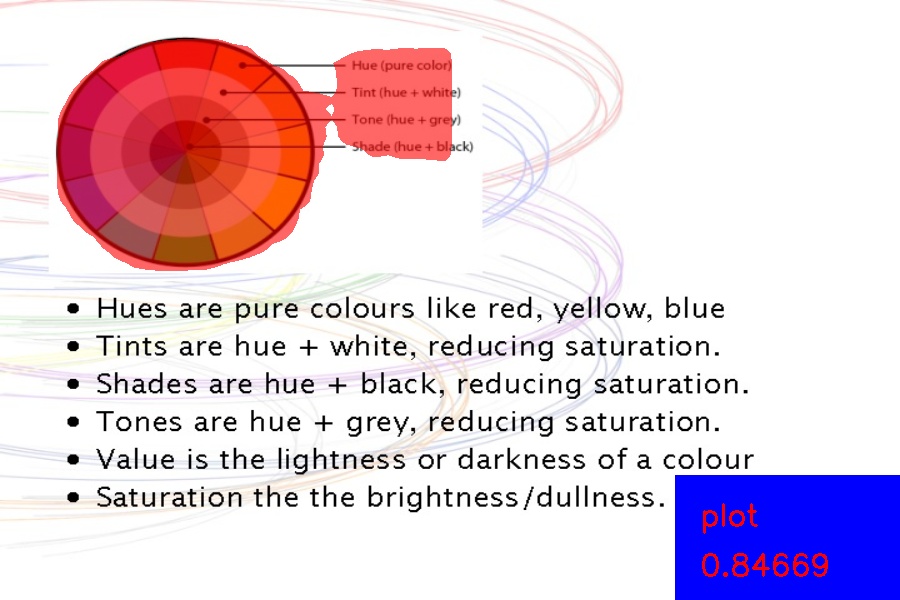 Hue (pure color)
Tint (hue + white)
Tone (hue + grey)
Shade (hue + black)
• Hues are pure colours like red, yellow, blue
• Tints are hue + white, reducing saturation.
• Shades are hue + black, reducing saturation.
• Tones are hue + grey, reducing saturation.
• Value is the lightness or darkness of a colour
• Saturation the the brightness/dullness.
plot
0.84669